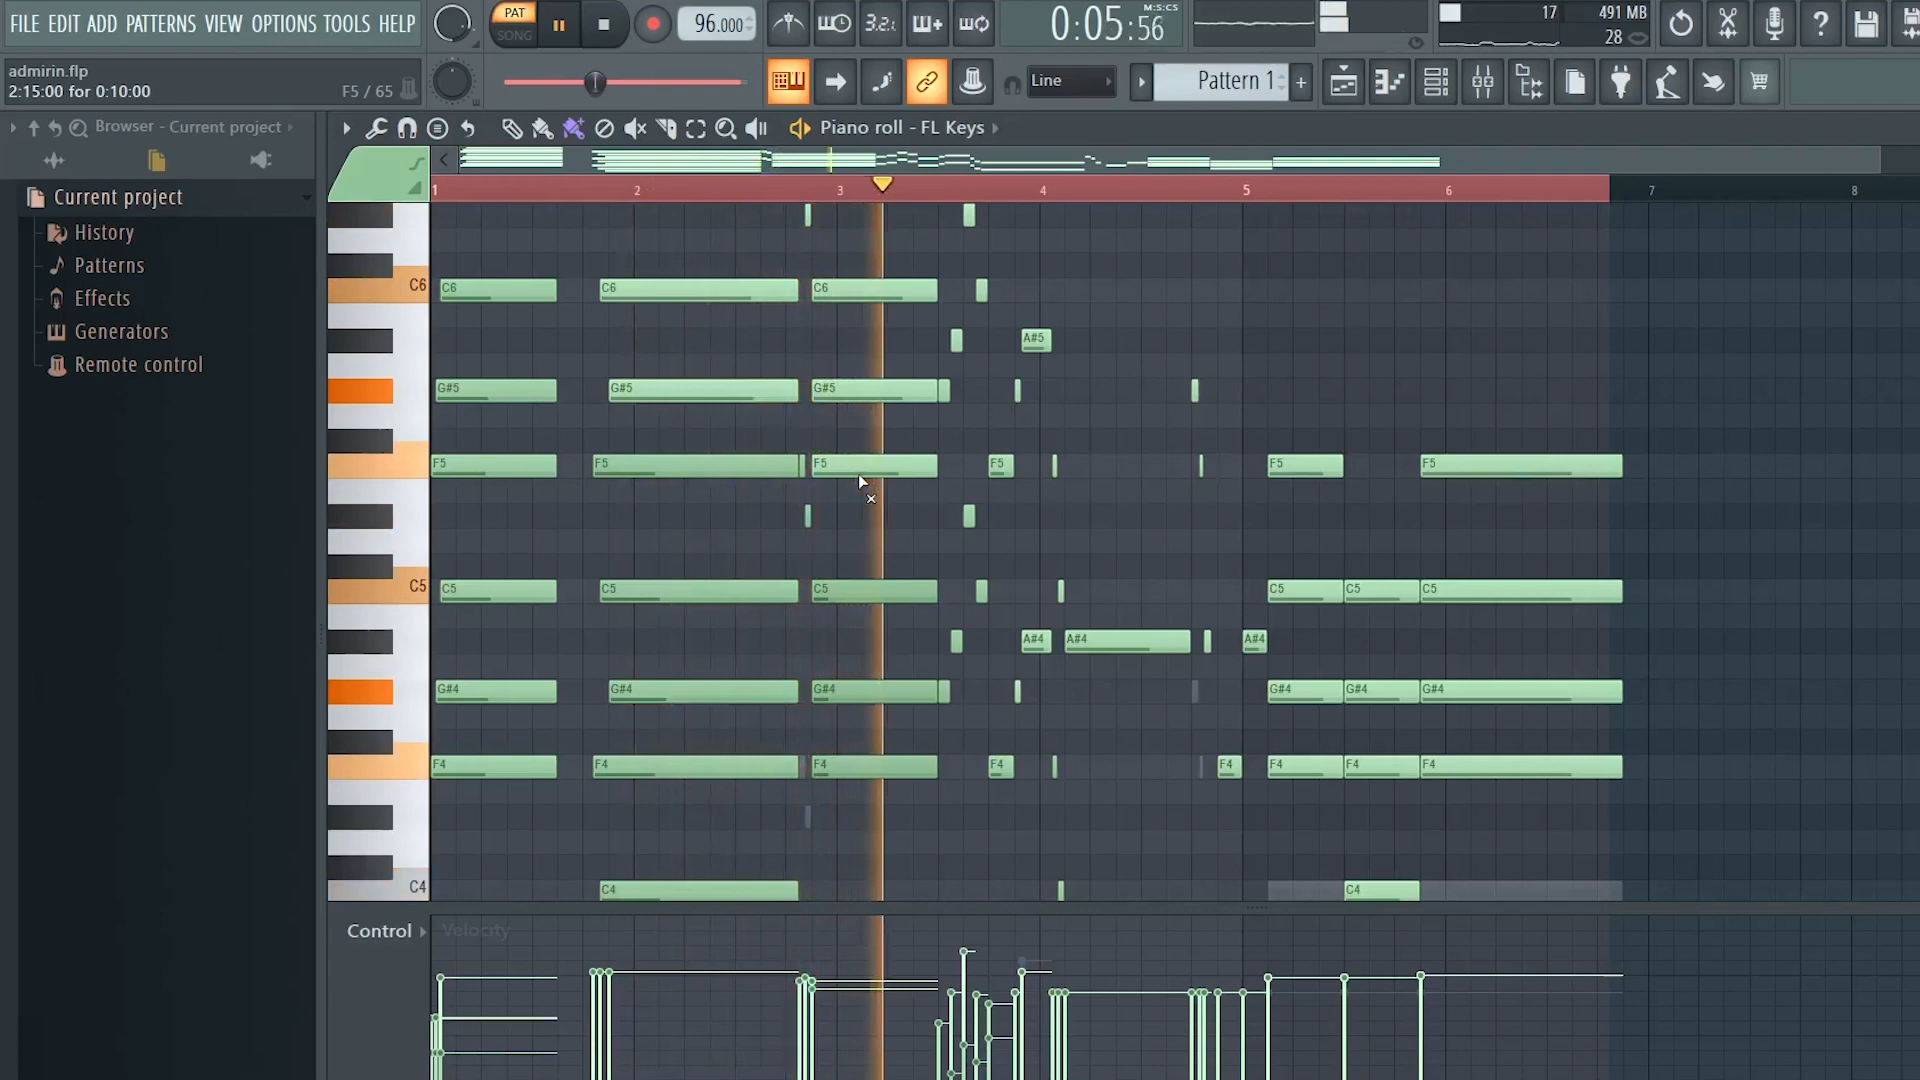 FILE EDIT ADD PATTERNS VIEW OPTIONS TOOLS HELP
PAT
SONG
96.000
3.2.
0:05:56
M:S:CS
17
491 MB
28
admirin.flp
2:15:00 for 0:10:00
F5 / 65
Line
Pattern 1
+
Browser - Current project
Piano roll - FL Keys
Current project
History
Patterns
Effects
Generators
Remote control
1 2 3 4 5 6 7 8
C6 C6 C6 C6
A#5
G#5 G#5 G#5
F5 F5 F5 F5 F5 F5
C5 C5 C5 C5 C5 C5 C5
A#4 A#4 A#4
G#4 G#4 G#4 G#4 G#4 G#4
F4 F4 F4 F4 F4 F4 F4 F4
C4 C4 C4
Control Velocity